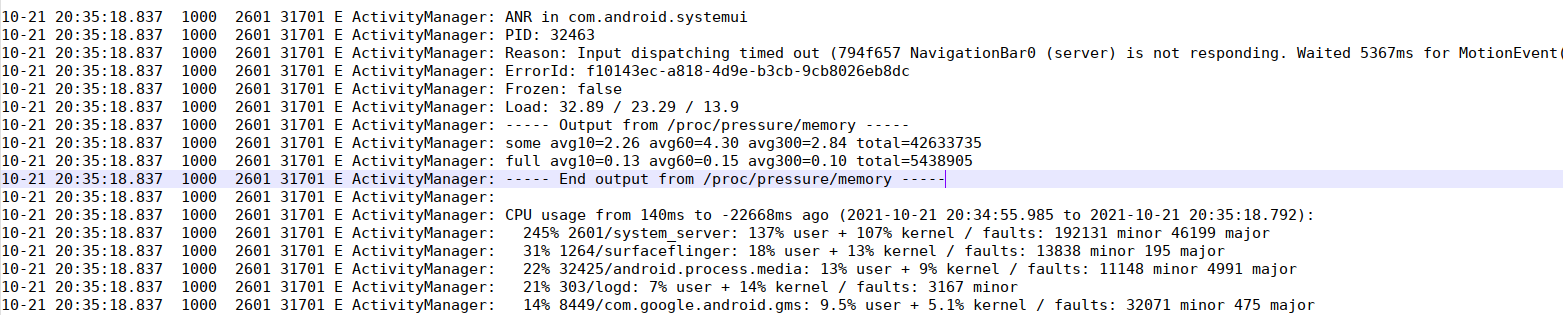 10-21 20:35:18.837  1000  2601 31701 E ActivityManager: ANR in com.android.systemui
10-21 20:35:18.837  1000  2601 31701 E ActivityManager: PID: 32463
10-21 20:35:18.837  1000  2601 31701 E ActivityManager: Reason: Input dispatching timed out (794f657 NavigationBar0 (server) is not responding. Waited 5367ms for MotionEvent(
10-21 20:35:18.837  1000  2601 31701 E ActivityManager: ErrorId: f10143ec-a818-4d9e-b3cb-9cb8026eb8dc
10-21 20:35:18.837  1000  2601 31701 E ActivityManager: Frozen: false
10-21 20:35:18.837  1000  2601 31701 E ActivityManager: Load: 32.89 / 23.29 / 13.9
10-21 20:35:18.837  1000  2601 31701 E ActivityManager: ----- Output from /proc/pressure/memory -----
10-21 20:35:18.837  1000  2601 31701 E ActivityManager: some avg10=2.26 avg60=4.30 avg300=2.84 total=42633735
10-21 20:35:18.837  1000  2601 31701 E ActivityManager: full avg10=0.13 avg60=0.15 avg300=0.10 total=5438905
10-21 20:35:18.837  1000  2601 31701 E ActivityManager: ----- End output from /proc/pressure/memory -----
10-21 20:35:18.837  1000  2601 31701 E ActivityManager:
10-21 20:35:18.837  1000  2601 31701 E ActivityManager: CPU usage from 140ms to -22668ms ago (2021-10-21 20:34:55.985 to 2021-10-21 20:35:18.792):
10-21 20:35:18.837  1000  2601 31701 E ActivityManager:   245% 2601/system_server: 137% user + 107% kernel / faults: 192131 minor 46199 major
10-21 20:35:18.837  1000  2601 31701 E ActivityManager:   31% 1264/surfaceflinger: 18% user + 13% kernel / faults: 13838 minor 195 major
10-21 20:35:18.837  1000  2601 31701 E ActivityManager:   22% 32425/android.process.media: 13% user + 9% kernel / faults: 11148 minor 4991 major
10-21 20:35:18.837  1000  2601 31701 E ActivityManager:   21% 303/logd: 7% user + 14% kernel / faults: 3167 minor
10-21 20:35:18.837  1000  2601 31701 E ActivityManager:   14% 8449/com.google.android.gms: 9.5% user + 5.1% kernel / faults: 32071 minor 475 major